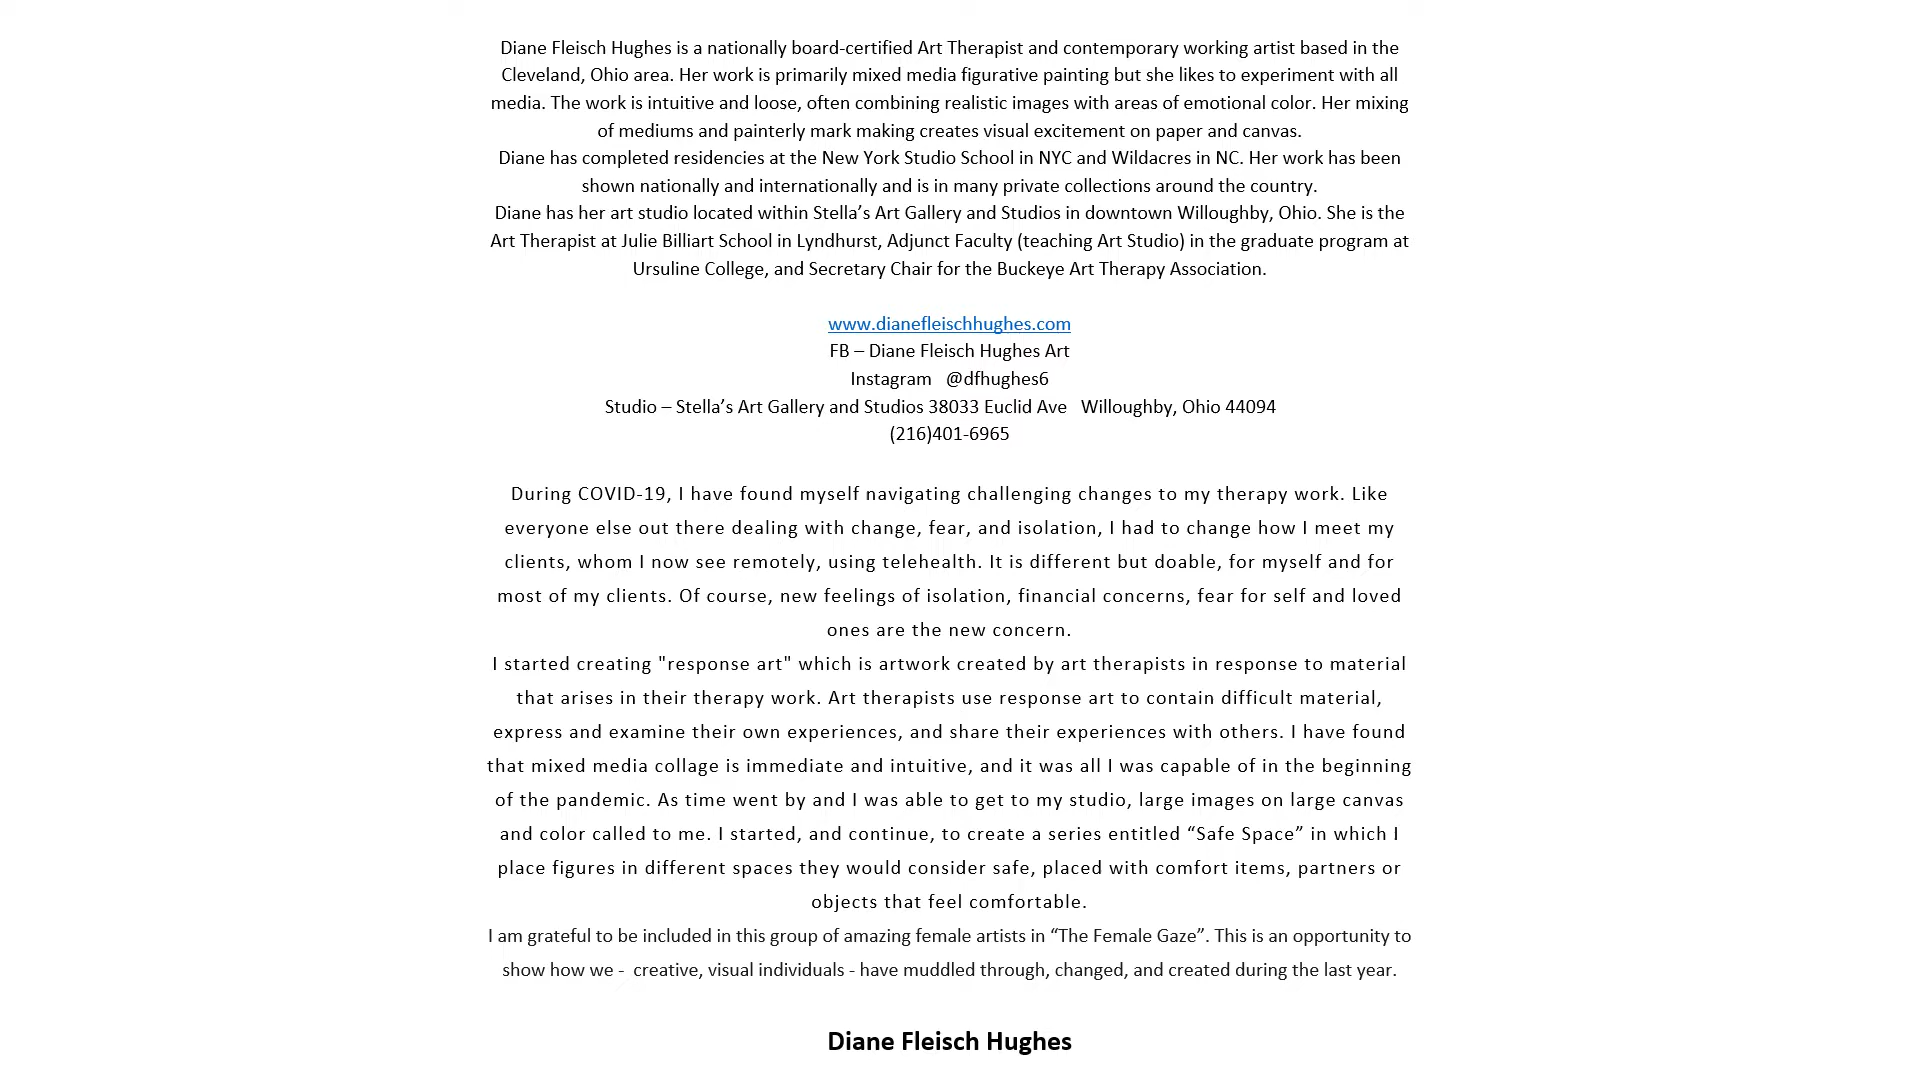 Diane Fleisch Hughes is a nationally board-certified Art Therapist and contemporary working artist based in the
Cleveland, Ohio area. Her work is primarily mixed media figurative painting but she likes to experiment with all
media. The work is intuitive and loose, often combining realistic images with areas of emotional color. Her mixing
of mediums and painterly mark making creates visual excitement on paper and canvas.
Diane has completed residencies at the New York Studio School in NYC and Wildacres in NC. Her work has been
shown nationally and internationally and is in many private collections around the country.
Diane has her art studio located within Stella’s Art Gallery and Studios in downtown Willoughby, Ohio. She is the
Art Therapist at Julie Billiart School in Lyndhurst, Adjunct Faculty (teaching Art Studio) in the graduate program at
Ursuline College, and Secretary Chair for the Buckeye Art Therapy Association.
www.dianefleischhughes.com
FB – Diane Fleisch Hughes Art
Instagram @dfhughes6
Studio – Stella’s Art Gallery and Studios 38033 Euclid Ave Willoughby, Ohio 44094
(216)401-6965
During COVID-19, I have found myself navigating challenging changes to my therapy work. Like
everyone else out there dealing with change, fear, and isolation, I had to change how I meet my
clients, whom I now see remotely, using telehealth. It is different but doable, for myself and for
most of my clients. Of course, new feelings of isolation, financial concerns, fear for self and loved
ones are the new concern.
I started creating "response art" which is artwork created by art therapists in response to material
that arises in their therapy work. Art therapists use response art to contain difficult material,
express and examine their own experiences, and share their experiences with others. I have found
that mixed media collage is immediate and intuitive, and it was all I was capable of in the beginning
of the pandemic. As time went by and I was able to get to my studio, large images on large canvas
and color called to me. I started, and continue, to create a series entitled “Safe Space” in which I
place figures in different spaces they would consider safe, placed with comfort items, partners or
objects that feel comfortable.
I am grateful to be included in this group of amazing female artists in “The Female Gaze”. This is an opportunity to
show how we - creative, visual individuals - have muddled through, changed, and created during the last year.
Diane Fleisch Hughes